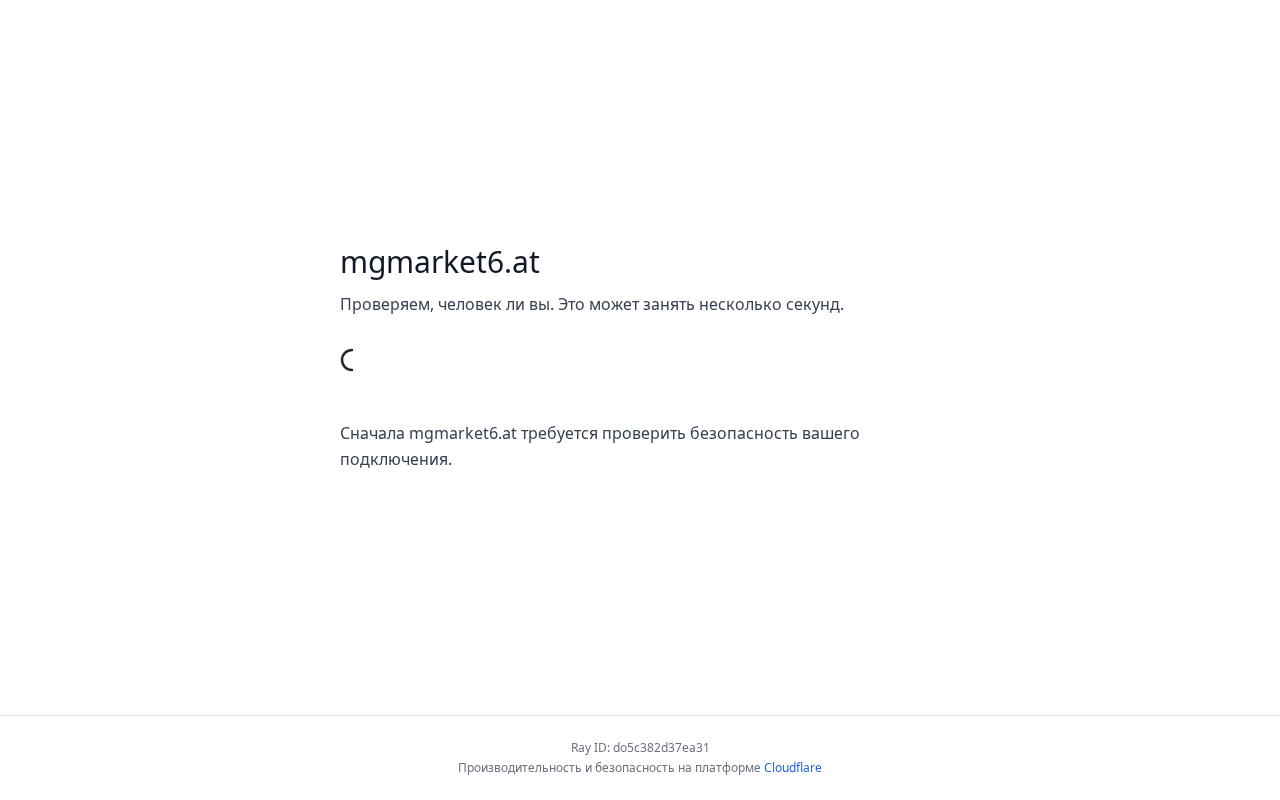 mgmarket6.at
Проверяем, человек ли вы. Это может занять несколько секунд.
Сначала mgmarket6.at требуется проверить безопасность вашего
подключения.
Ray ID: do5c382d37ea31
Производительность и безопасность на платформе Cloudflare